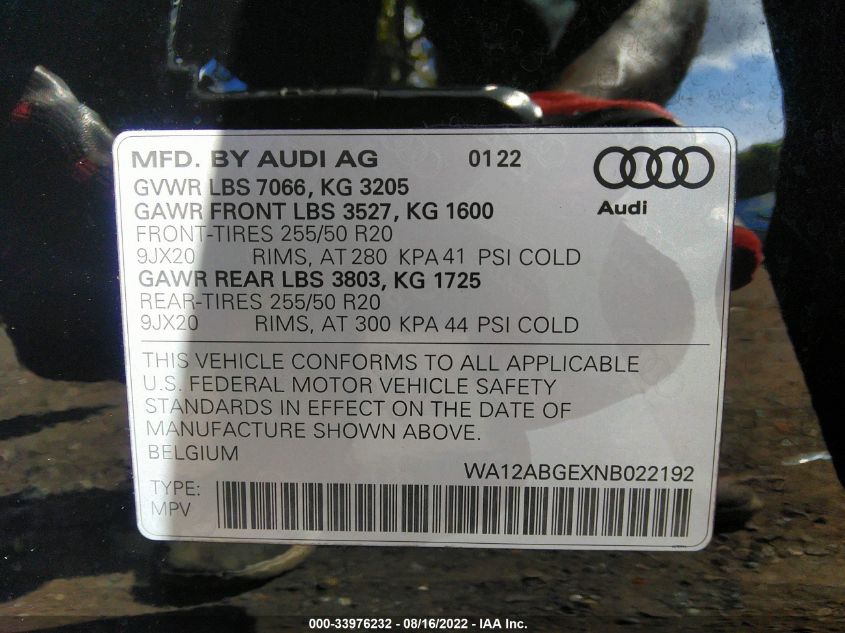 MFD. BY AUDI AG 01 22
GVWR LBS 7066, KG 3205
GAWR FRONT LBS 3527, KG 1600
FRONT-TIRES 255/50 R20
9JX20 RIMS, AT 280 KPA 41 PSI COLD
GAWR REAR LBS 3803, KG 1725
REAR-TIRES 255/50 R20
9JX20 RIMS, AT 300 KPA 44 PSI COLD
Audi
THIS VEHICLE CONFORMS TO ALL APPLICABLE
U.S. FEDERAL MOTOR VEHICLE SAFETY
STANDARDS IN EFFECT ON THE DATE OF
MANUFACTURE SHOWN ABOVE.
BELGIUM
WA12ABGEXNB022192
TYPE:
MPV
000-33976232 - 08/16/2022 - IAA Inc.